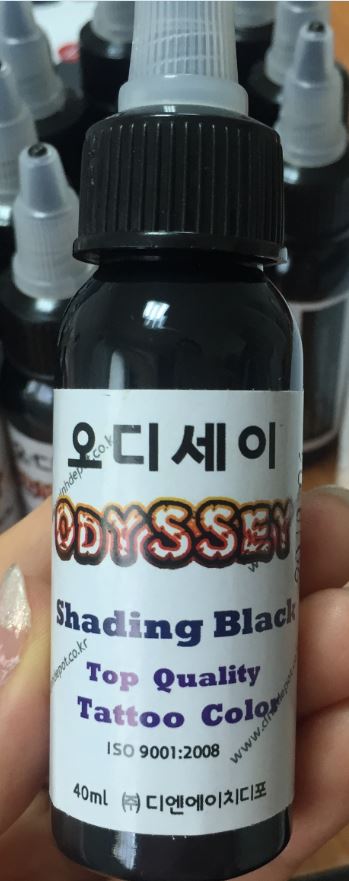 오디세이
ODYSSEY
Shading Black
Top Quality
Tattoo Color
ISO 9001:2008
40ml ㈜ 디엔에이치디포